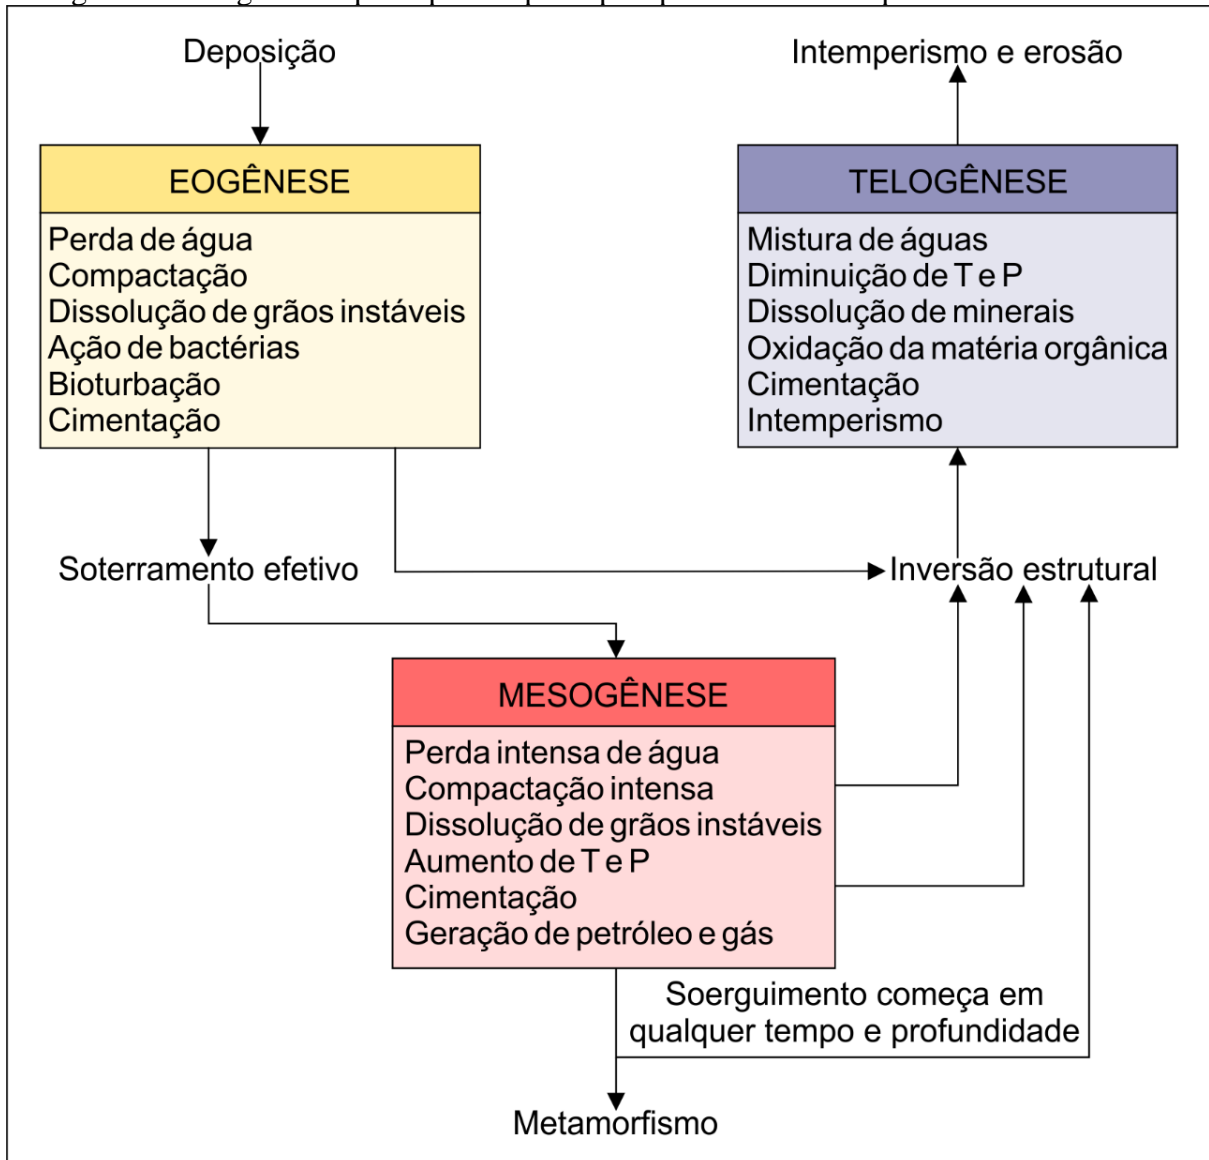 Deposição
Intemperismo e erosão
EOGÊNESE
Perda de água
Compactação
Dissolução de grãos instáveis
Ação de bactérias
Bioturbação
Cimentação
TELOGÊNESE
Mistura de águas
Diminuição de T e P
Dissolução de minerais
Oxidação da matéria orgânica
Cimentação
Intemperismo
Soterramento efetivo
Inversão estrutural
MESOGÊNESE
Perda intensa de água
Compactação intensa
Dissolução de grãos instáveis
Aumento de T e P
Cimentação
Geração de petróleo e gás
Soerguimento começa em
qualquer tempo e profundidade
Metamorfismo